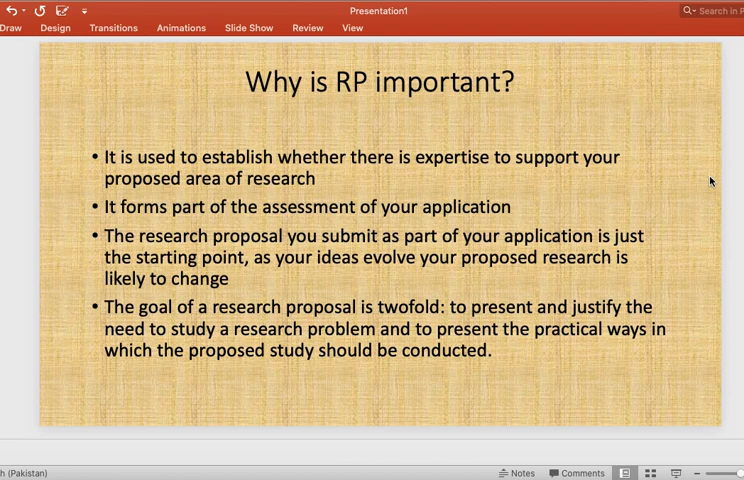 Presentation1
Search in P
Draw Design Transitions Animations Slide Show Review View
Why is RP important?
• It is used to establish whether there is expertise to support your
proposed area of research
• It forms part of the assessment of your application
• The research proposal you submit as part of your application is just
the starting point, as your ideas evolve your proposed research is
likely to change
• The goal of a research proposal is twofold: to present and justify the
need to study a research problem and to present the practical ways in
which the proposed study should be conducted.
h (Pakistan) Notes Comments